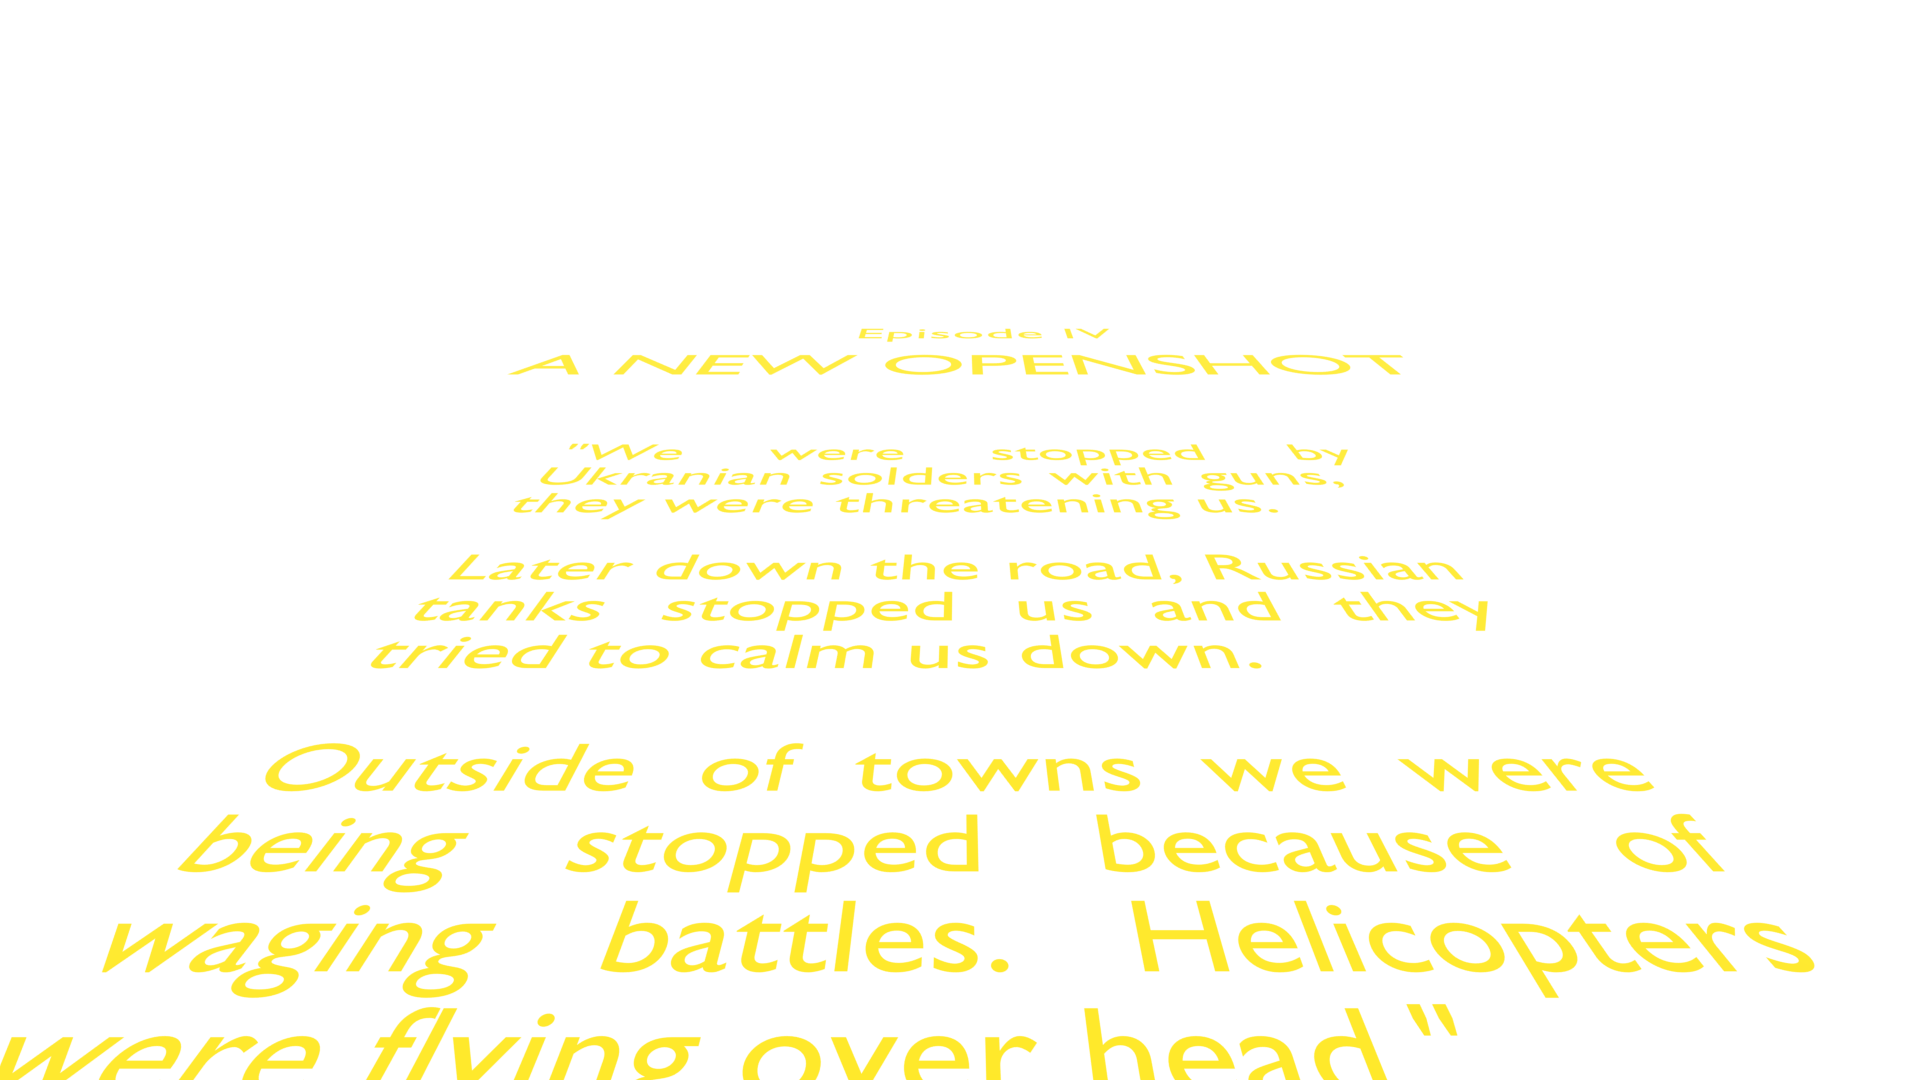 Episode IV
A NEW OPENSHOT
"We were stopped by
Ukranian solders with guns,
they were threatening us.
Later down the road, Russian
tanks stopped us and they
tried to calm us down.
Outside of towns we were
being stopped because of
waging battles. Helicopters
were flying over head."